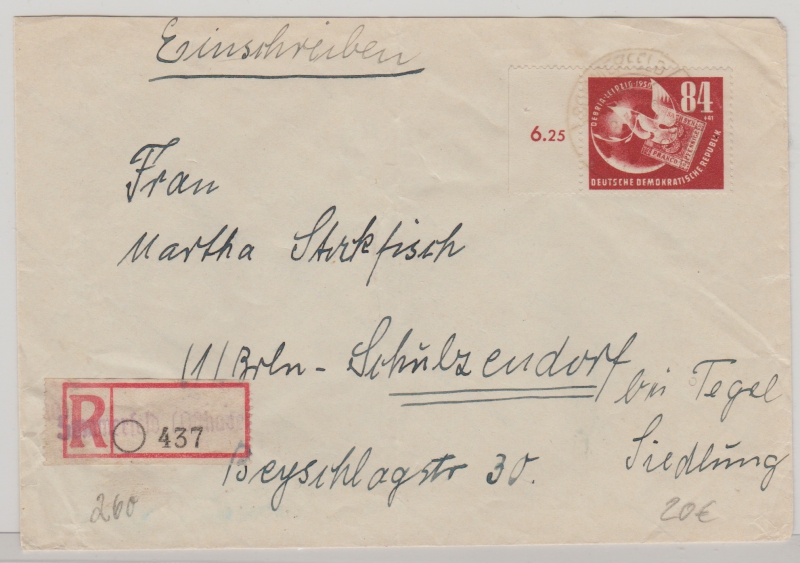 Einschreiben
6.25
DEBRIA-LEIPZIG-1950
84
+41
DEUTSCHE DEMOKRATISCHE REPUBLIK
Frau
Martha Stirkfisch
(1) Brln-Schulzendorf
bei Tegel
Beyschlagstr 30.
Siedlung
R
437
260
20€